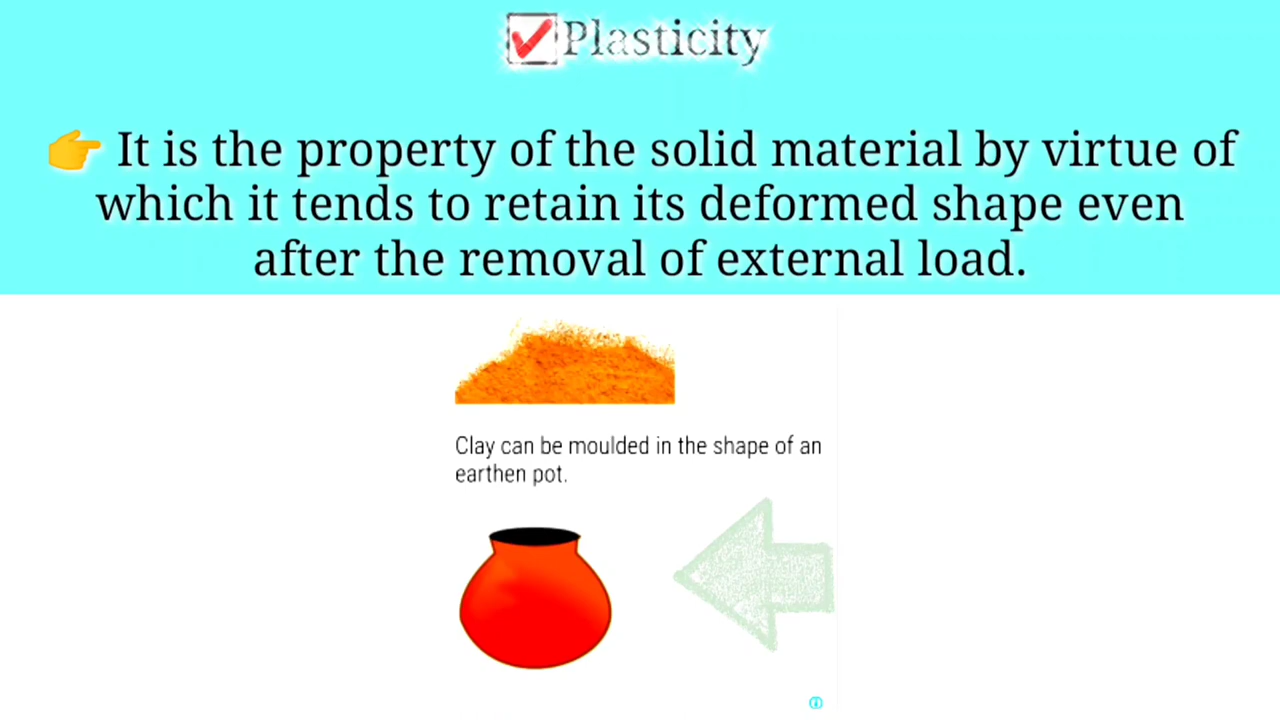 Plasticity
👉 It is the property of the solid material by virtue of
which it tends to retain its deformed shape even
after the removal of external load.
Clay can be moulded in the shape of an
earthen pot.